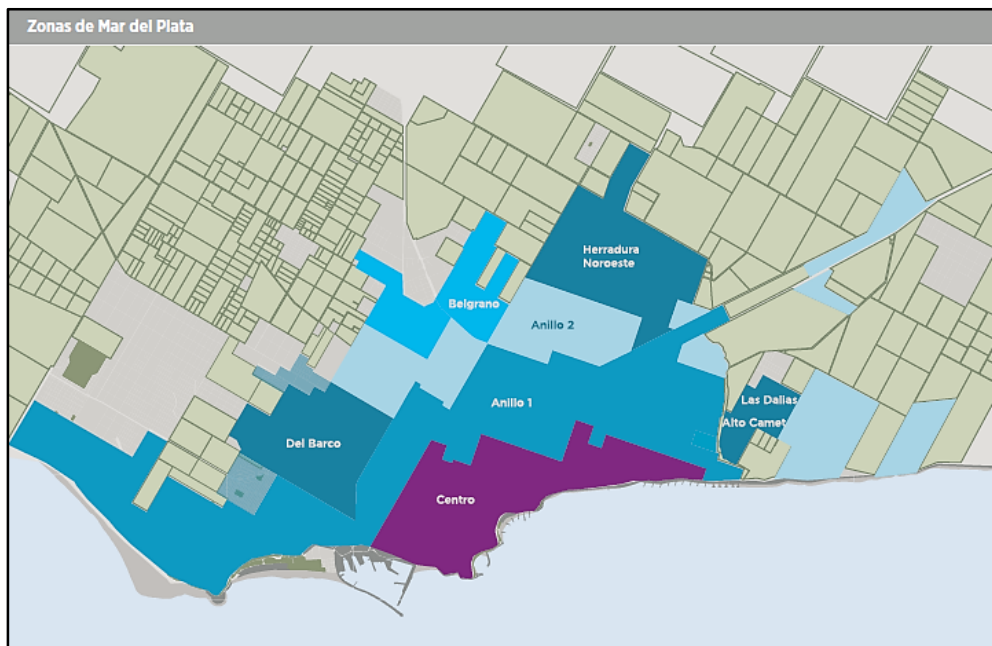 Zonas de Mar del Plata
Herradura
Noroeste
Belgrano
Anillo 2
Anillo 1
Las Dalias
Alto Camet
Del Barco
Centro